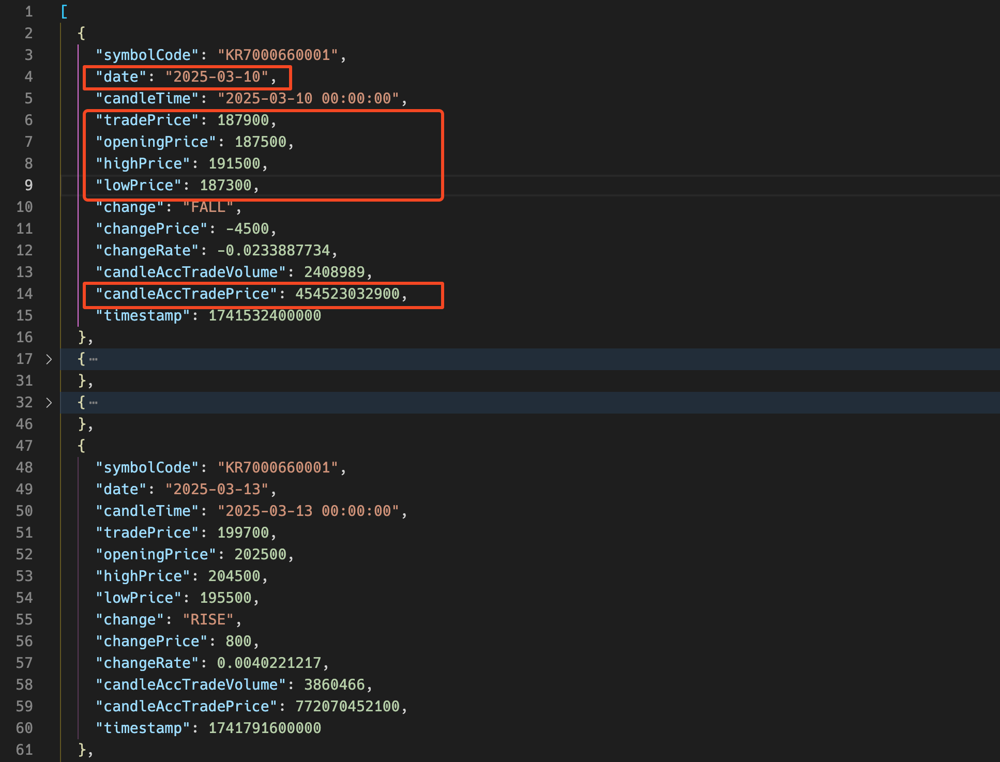 1 [
2 {
3 "symbolCode": "KR7000660001",
4 "date": "2025-03-10",
5 "candleTime": "2025-03-10 00:00:00",
6 "tradePrice": 187900,
7 "openingPrice": 187500,
8 "highPrice": 191500,
9 "lowPrice": 187300,
10 "change": "FALL",
11 "changePrice": -4500,
12 "changeRate": -0.0233887734,
13 "candleAccTradeVolume": 2408989,
14 "candleAccTradePrice": 454523032900,
15 "timestamp": 1741532400000
16 },
17 > { ⋯
31 },
32 > { ⋯
46 },
47 {
48 "symbolCode": "KR7000660001",
49 "date": "2025-03-13",
50 "candleTime": "2025-03-13 00:00:00",
51 "tradePrice": 199700,
52 "openingPrice": 202500,
53 "highPrice": 204500,
54 "lowPrice": 195500,
55 "change": "RISE",
56 "changePrice": 800,
57 "changeRate": 0.0040221217,
58 "candleAccTradeVolume": 3860466,
59 "candleAccTradePrice": 772070452100,
60 "timestamp": 1741791600000
61 },